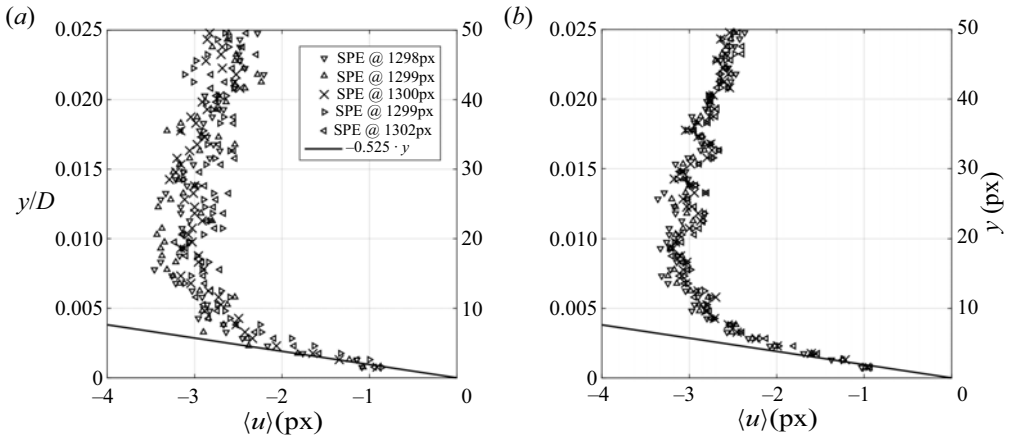 (a)
(b)
0.025
0.020
0.015
0.010
0.005
0
y/D
50
40
30
20
10
0
–4
–3
–2
–1
0
⟨u⟩(px)
SPE @ 1298px
SPE @ 1299px
SPE @ 1300px
SPE @ 1299px
SPE @ 1302px
–0.525 · y
0.025
0.020
0.015
0.010
0.005
0
50
40
30
20
10
0
y (px)
–4
–3
–2
–1
0
⟨u⟩(px)